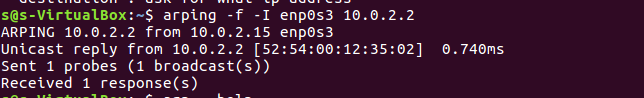 s@s-VirtualBox:~$ arping -f -I enp0s3 10.0.2.2
ARPING 10.0.2.2 from 10.0.2.15 enp0s3
Unicast reply from 10.0.2.2 [52:54:00:12:35:02]  0.740ms
Sent 1 probes (1 broadcast(s))
Received 1 response(s)